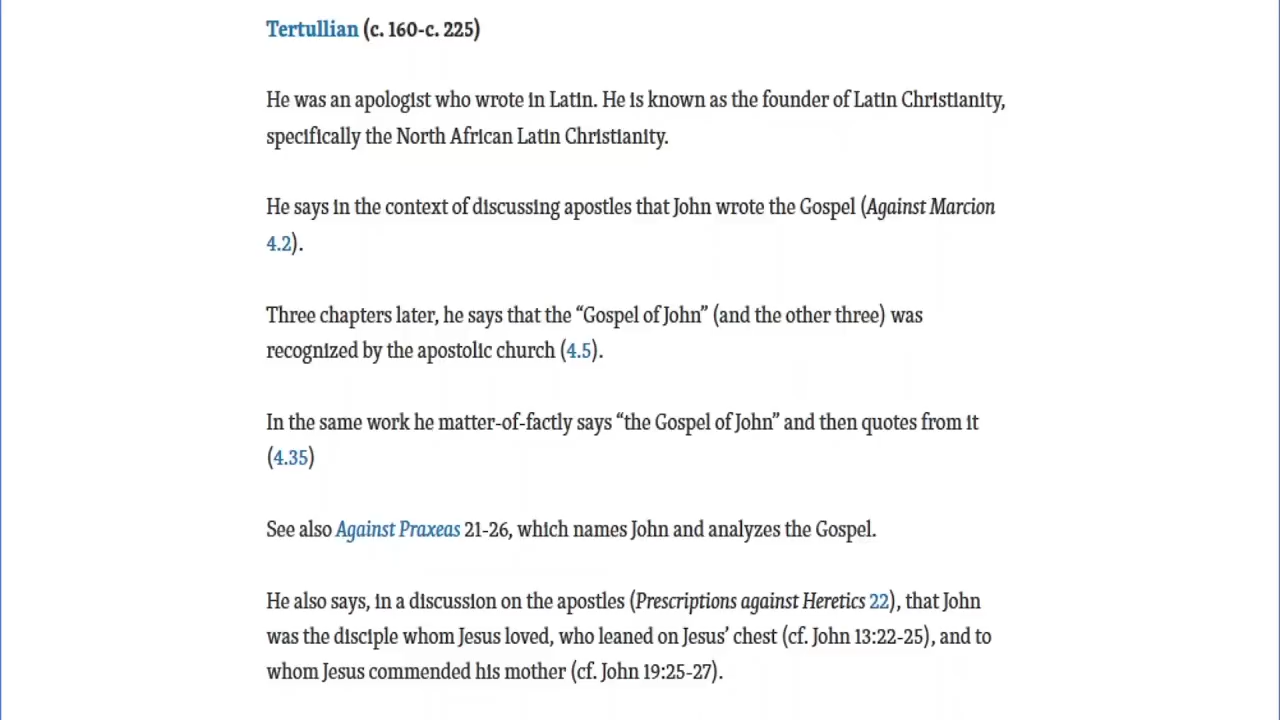 Tertullian (c. 160-c. 225)
He was an apologist who wrote in Latin. He is known as the founder of Latin Christianity,
specifically the North African Latin Christianity.
He says in the context of discussing apostles that John wrote the Gospel (Against Marcion
4.2).
Three chapters later, he says that the “Gospel of John” (and the other three) was
recognized by the apostolic church (4.5).
In the same work he matter-of-factly says “the Gospel of John” and then quotes from it
(4.35)
See also Against Praxeas 21-26, which names John and analyzes the Gospel.
He also says, in a discussion on the apostles (Prescriptions against Heretics 22), that John
was the disciple whom Jesus loved, who leaned on Jesus’ chest (cf. John 13:22-25), and to
whom Jesus commended his mother (cf. John 19:25-27).